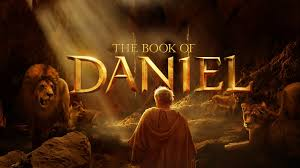 THE BOOK OF
DANIEL